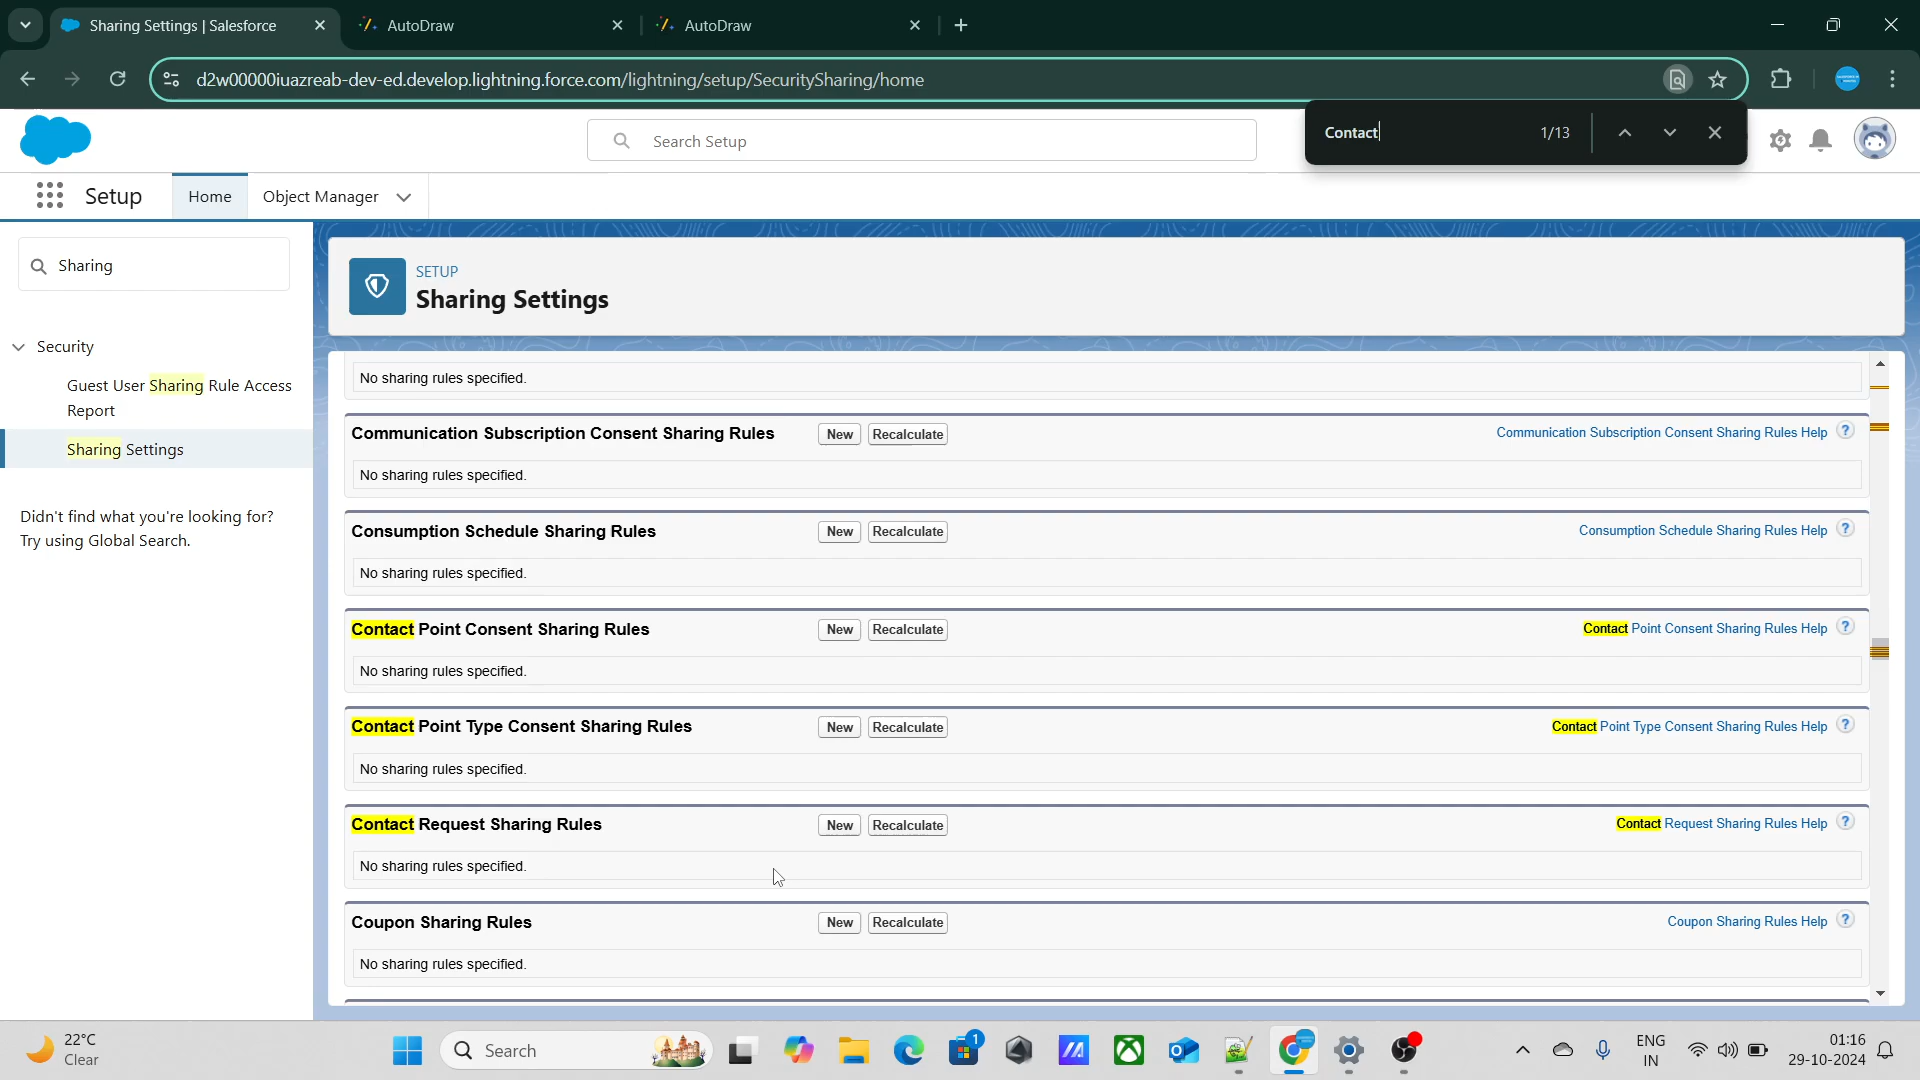 Sharing Settings | Salesforce
AutoDraw
AutoDraw
d2w00000iuazreab-dev-ed.develop.lightning.force.com/lightning/setup/SecuritySharing/home
Contact
1/13
Search Setup
Setup
Home
Object Manager
Sharing
Security
Guest User Sharing Rule Access
Report
Sharing Settings
Didn't find what you're looking for?
Try using Global Search.
SETUP
Sharing Settings
No sharing rules specified.
Communication Subscription Consent Sharing Rules New Recalculate Communication Subscription Consent Sharing Rules Help ?
No sharing rules specified.
Consumption Schedule Sharing Rules New Recalculate Consumption Schedule Sharing Rules Help ?
No sharing rules specified.
Contact Point Consent Sharing Rules New Recalculate Contact Point Consent Sharing Rules Help ?
No sharing rules specified.
Contact Point Type Consent Sharing Rules New Recalculate Contact Point Type Consent Sharing Rules Help ?
No sharing rules specified.
Contact Request Sharing Rules New Recalculate Contact Request Sharing Rules Help ?
No sharing rules specified.
Coupon Sharing Rules New Recalculate Coupon Sharing Rules Help ?
No sharing rules specified.
22°C
Clear
Search
1
ENG
IN
01:16
29-10-2024